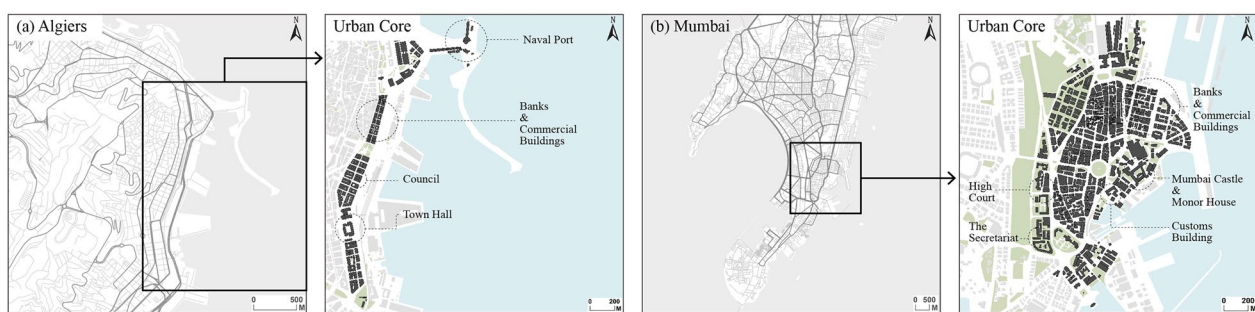 (a) Algiers
N
500
M
Urban Core
N
Naval Port
Banks
&
Commercial
Buildings
Council
Town Hall
0 200
M
(b) Mumbai
N
0 500
M
Urban Core
N
Banks
&
Commercial
Buildings
High
Court
Mumbai Castle
&
Monor House
The
Secretariat
Customs
Building
0 200
M